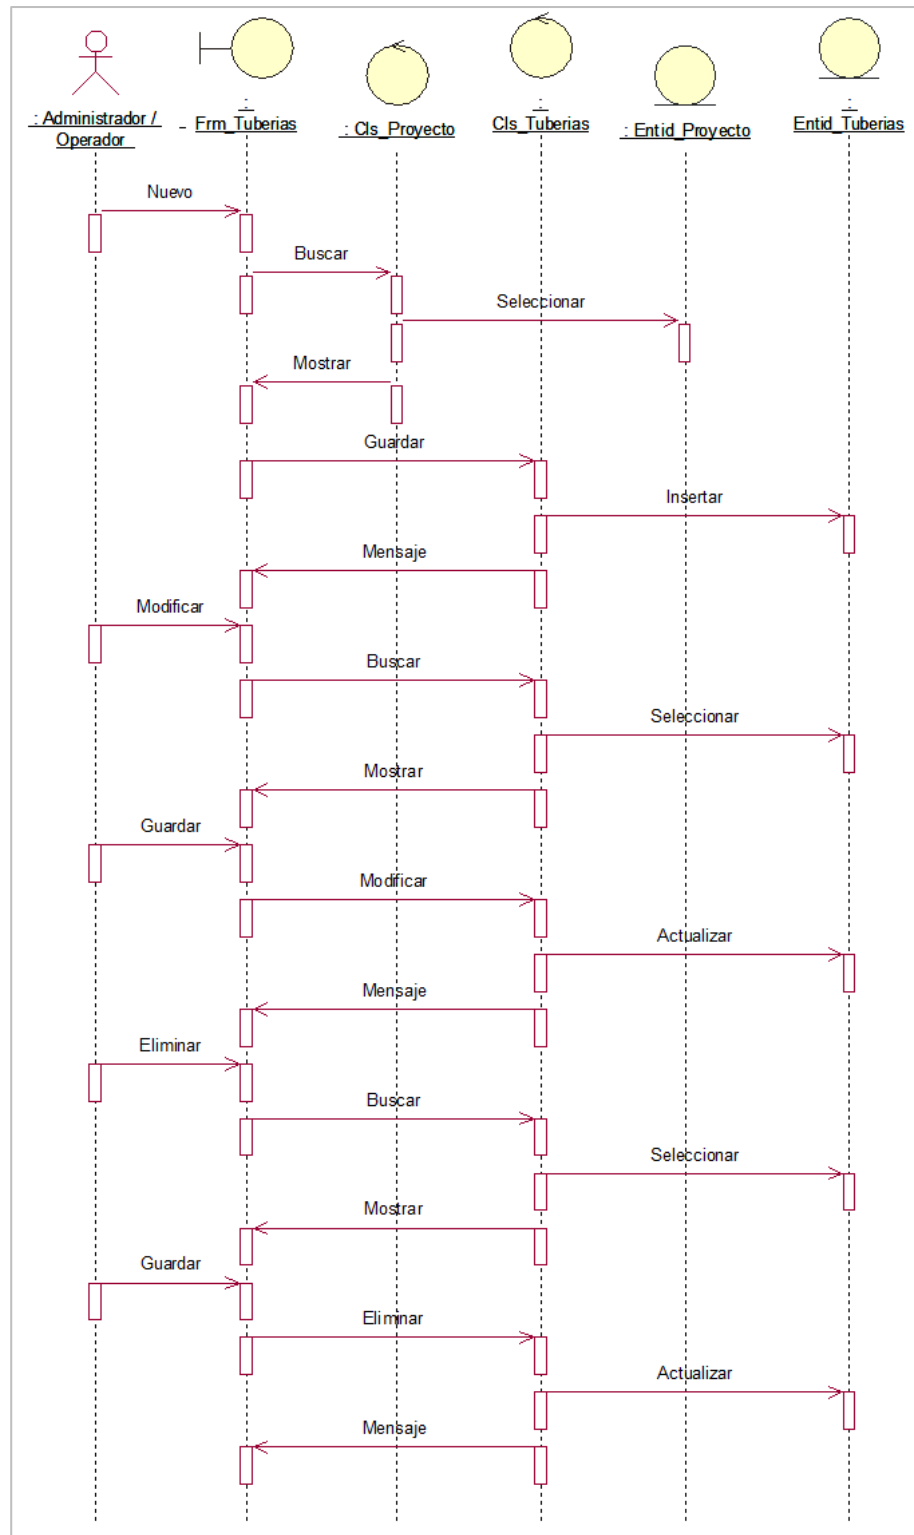 : Administrador /
Operador
:
Frm_Tuberias
: Cls_Proyecto
:
Cls_Tuberias
: Entid_Proyecto
:
Entid_Tuberias
Nuevo
Buscar
Seleccionar
Mostrar
Guardar
Insertar
Mensaje
Modificar
Buscar
Seleccionar
Mostrar
Guardar
Modificar
Actualizar
Mensaje
Eliminar
Buscar
Seleccionar
Mostrar
Guardar
Eliminar
Actualizar
Mensaje